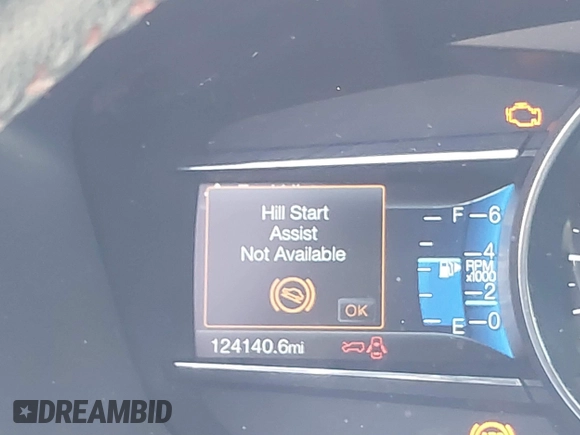 Hill Start
Assist
Not Available
OK
F 6
4
RPM
x1000
2
E 0
124140.6mi
DREAMBID